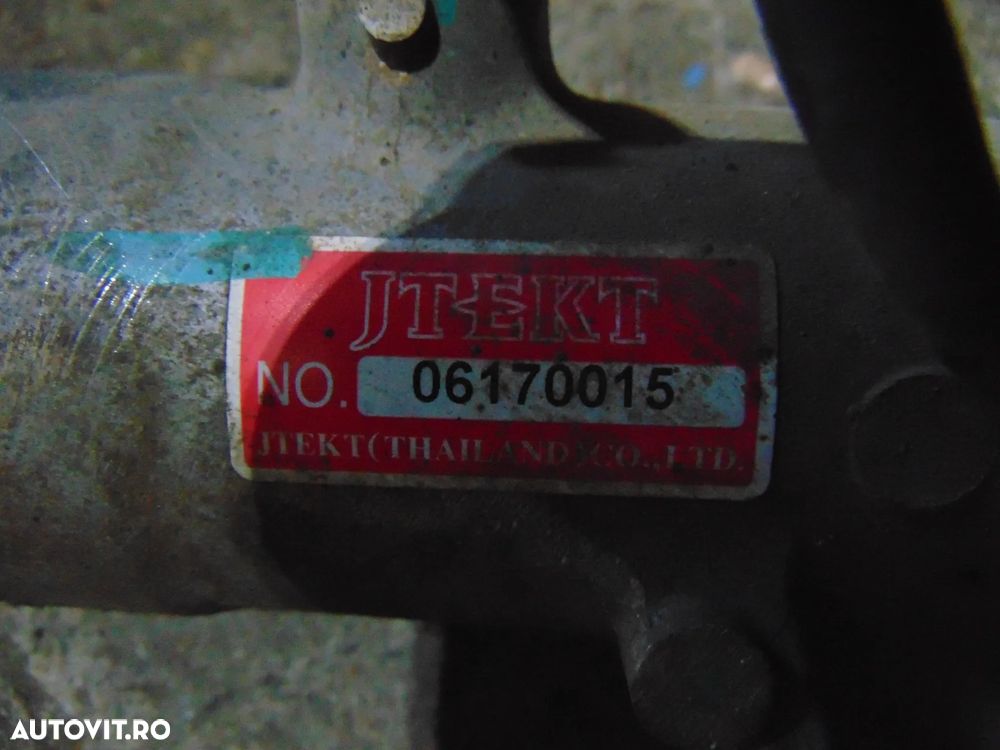 JTEKT
NO. 06170015
JTEKT(THAILAND)CO.,LTD.
AUTOVIT.RO